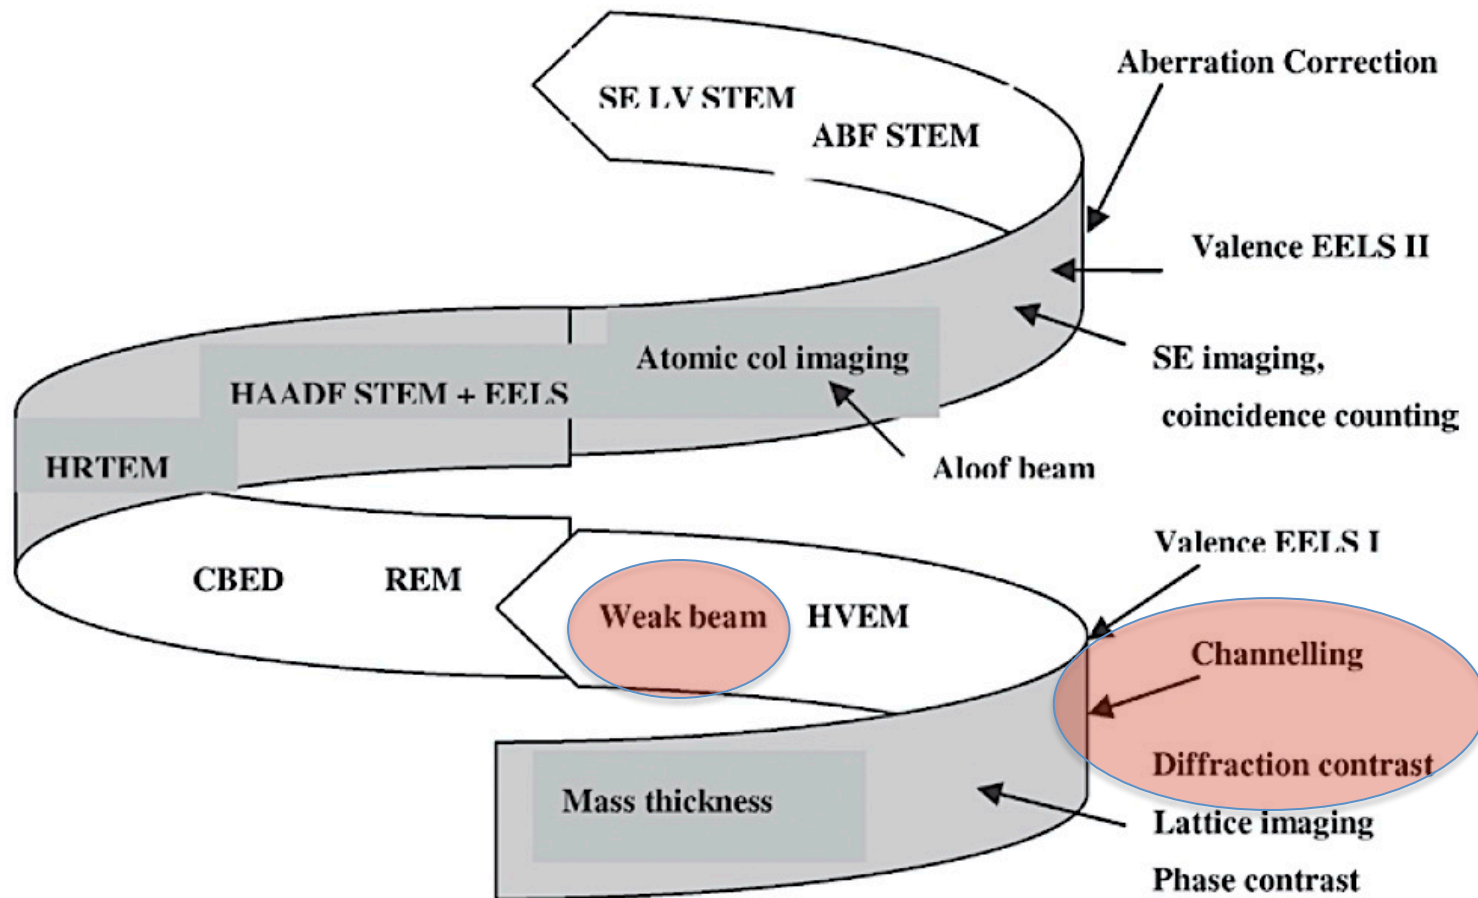 Aberration Correction
SE LV STEM
ABF STEM
Valence EELS II
SE imaging,
coincidence counting
Atomic col imaging
HAADF STEM + EELS
HRTEM
Aloof beam
Valence EELS I
CBED
REM
Weak beam
HVEM
Channelling
Diffraction contrast
Mass thickness
Lattice imaging
Phase contrast